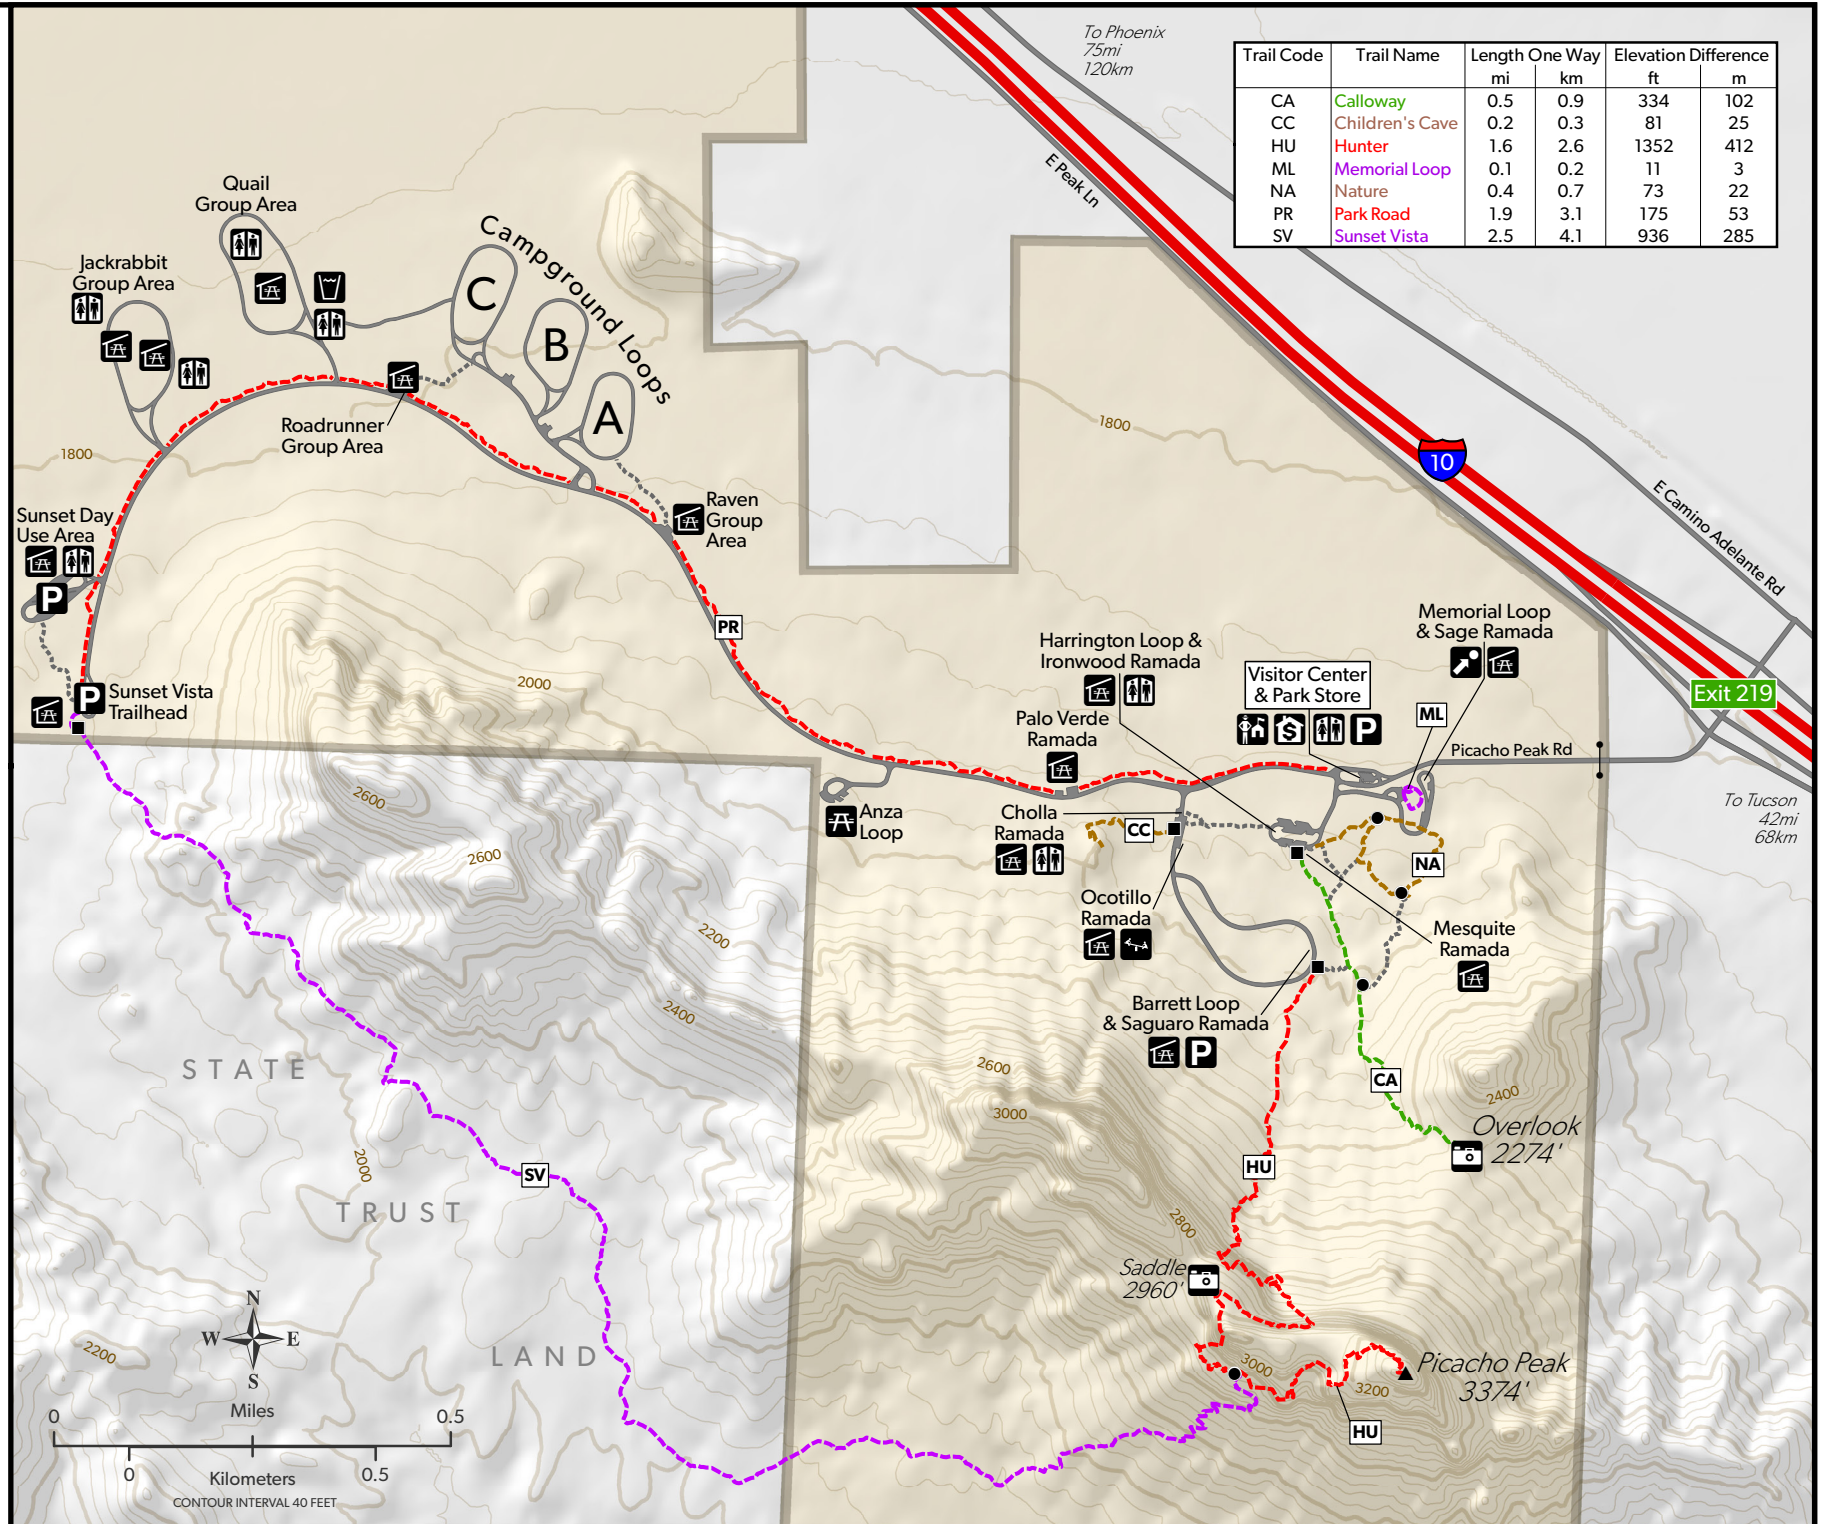 To Phoenix
75mi
120km
Trail Code Trail Name Length One Way Elevation Difference
mi km ft m
CA Calloway 0.5 0.9 334 102
CC Children's Cave 0.2 0.3 81 25
HU Hunter 1.6 2.6 1352 412
ML Memorial Loop 0.1 0.2 11 3
NA Nature 0.4 0.7 73 22
PR Park Road 1.9 3.1 175 53
SV Sunset Vista 2.5 4.1 936 285
E Peak Ln
Quail
Group Area
Jackrabbit
Group Area
Campground Loops
C
B
A
Roadrunner
Group Area
1800
1800
10
E Camino Adelante Rd
Sunset Day
Use Area
P
Raven
Group
Area
PR
2000
P
Sunset Vista
Trailhead
Harrington Loop &
Ironwood Ramada
Memorial Loop
& Sage Ramada
Visitor Center
& Park Store
$
P
Exit 219
ML
Palo Verde
Ramada
Picacho Peak Rd
To Tucson
42mi
68km
2600
Anza
Loop
Cholla
Ramada
CC
NA
2600
Ocotillo
Ramada
2200
Mesquite
Ramada
2400
Barrett Loop
& Saguaro Ramada
P
STATE
2600
3000
CA
2400
Overlook
2274'
2000
SV
HU
TRUST
2800
Saddle
2960'
N
W E
S
2200
LAND
3000
3200
Picacho Peak
3374'
HU
Miles
0 0.5
0 0.5
Kilometers
CONTOUR INTERVAL 40 FEET